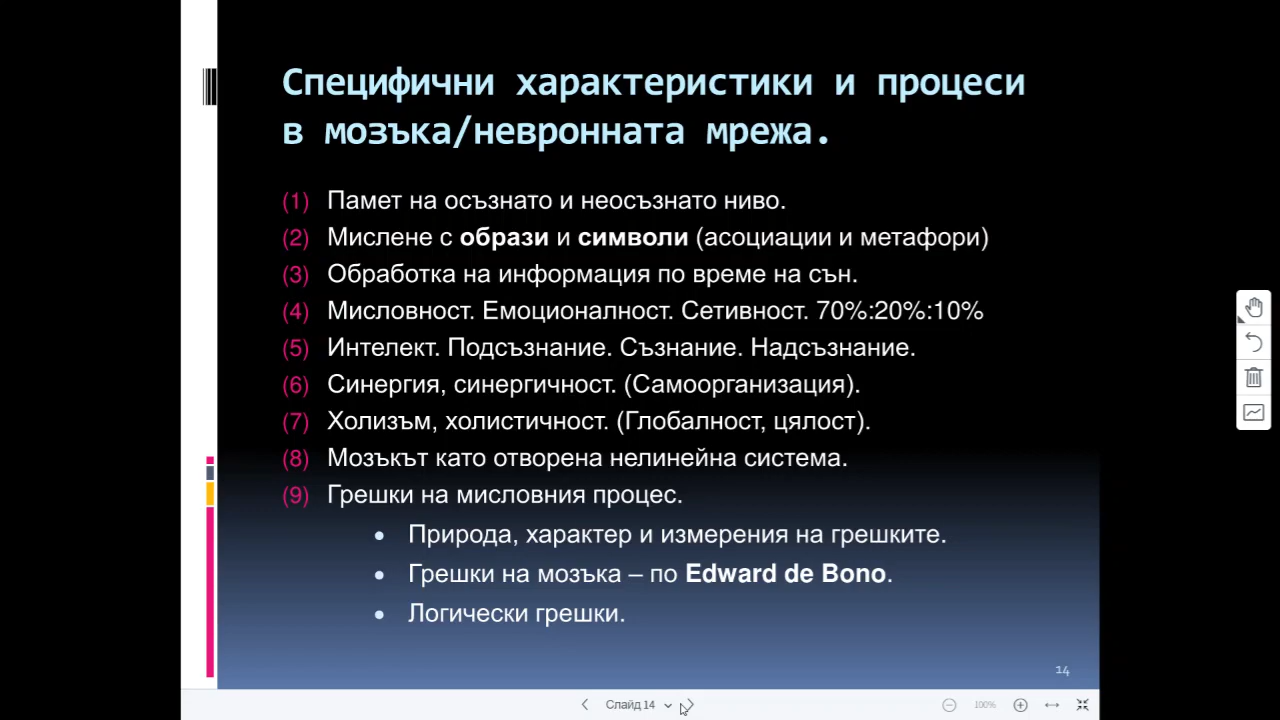 Специфични характеристики и процеси
в мозъка/невронната мрежа.
(1) Памет на осъзнато и неосъзнато ниво.
(2) Мислене с образи и символи (асоциации и метафори)
(3) Обработка на информация по време на сън.
(4) Мисловност. Емоционалност. Сетивност. 70%:20%:10%
(5) Интелект. Подсъзнание. Съзнание. Надсъзнание.
(6) Синергия, синергичност. (Самоорганизация).
(7) Холизъм, холистичност. (Глобалност, цялост).
(8) Мозъкът като отворена нелинейна система.
(9) Грешки на мисловния процес.
• Природа, характер и измерения на грешките.
• Грешки на мозъка – по Edward de Bono.
• Логически грешки.
14
Слайд 14
100%